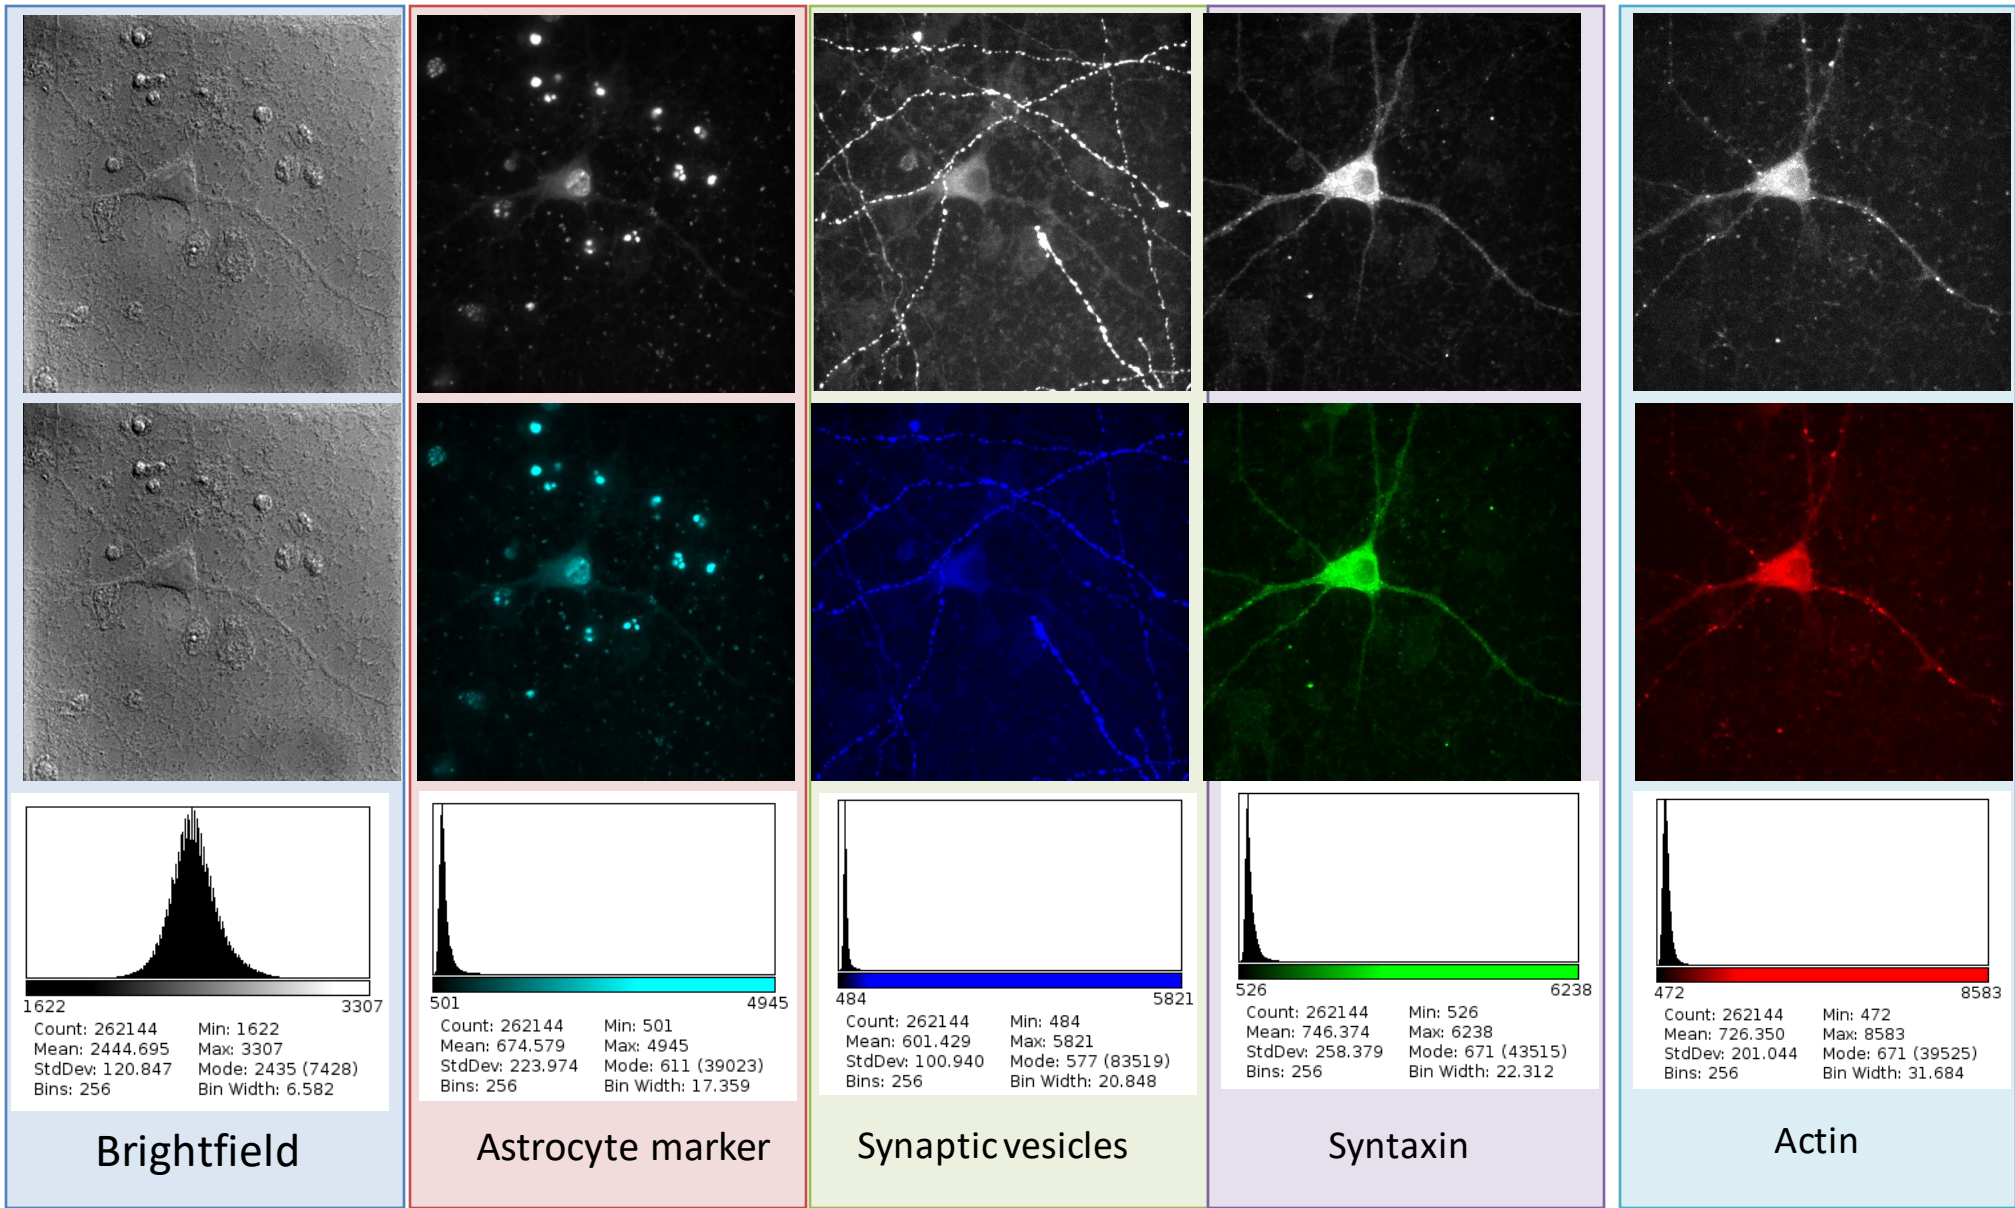 1622 3307
Count: 262144 Min: 1622
Mean: 2444.695 Max: 3307
StdDev: 120.847 Mode: 2435 (7428)
Bins: 256 Bin Width: 6.582
Brightfield
501 4945
Count: 262144 Min: 501
Mean: 674.579 Max: 4945
StdDev: 223.974 Mode: 611 (39023)
Bins: 256 Bin Width: 17.359
Astrocyte marker
484 5821
Count: 262144 Min: 484
Mean: 601.429 Max: 5821
StdDev: 100.940 Mode: 577 (83519)
Bins: 256 Bin Width: 20.848
Synaptic vesicles
526 6238
Count: 262144 Min: 526
Mean: 746.374 Max: 6238
StdDev: 258.379 Mode: 671 (43515)
Bins: 256 Bin Width: 22.312
Syntaxin
472 8583
Count: 262144 Min: 472
Mean: 726.350 Max: 8583
StdDev: 201.044 Mode: 671 (39525)
Bins: 256 Bin Width: 31.684
Actin